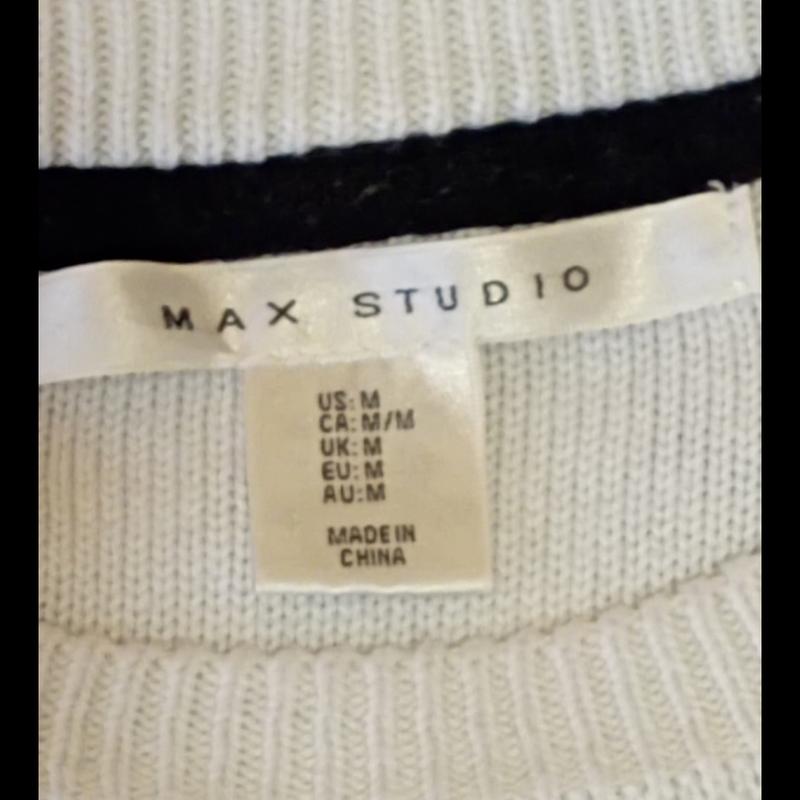 MAX STUDIO
US: M
CA: M/M
UK: M
EU: M
AU: M
MADE IN
CHINA